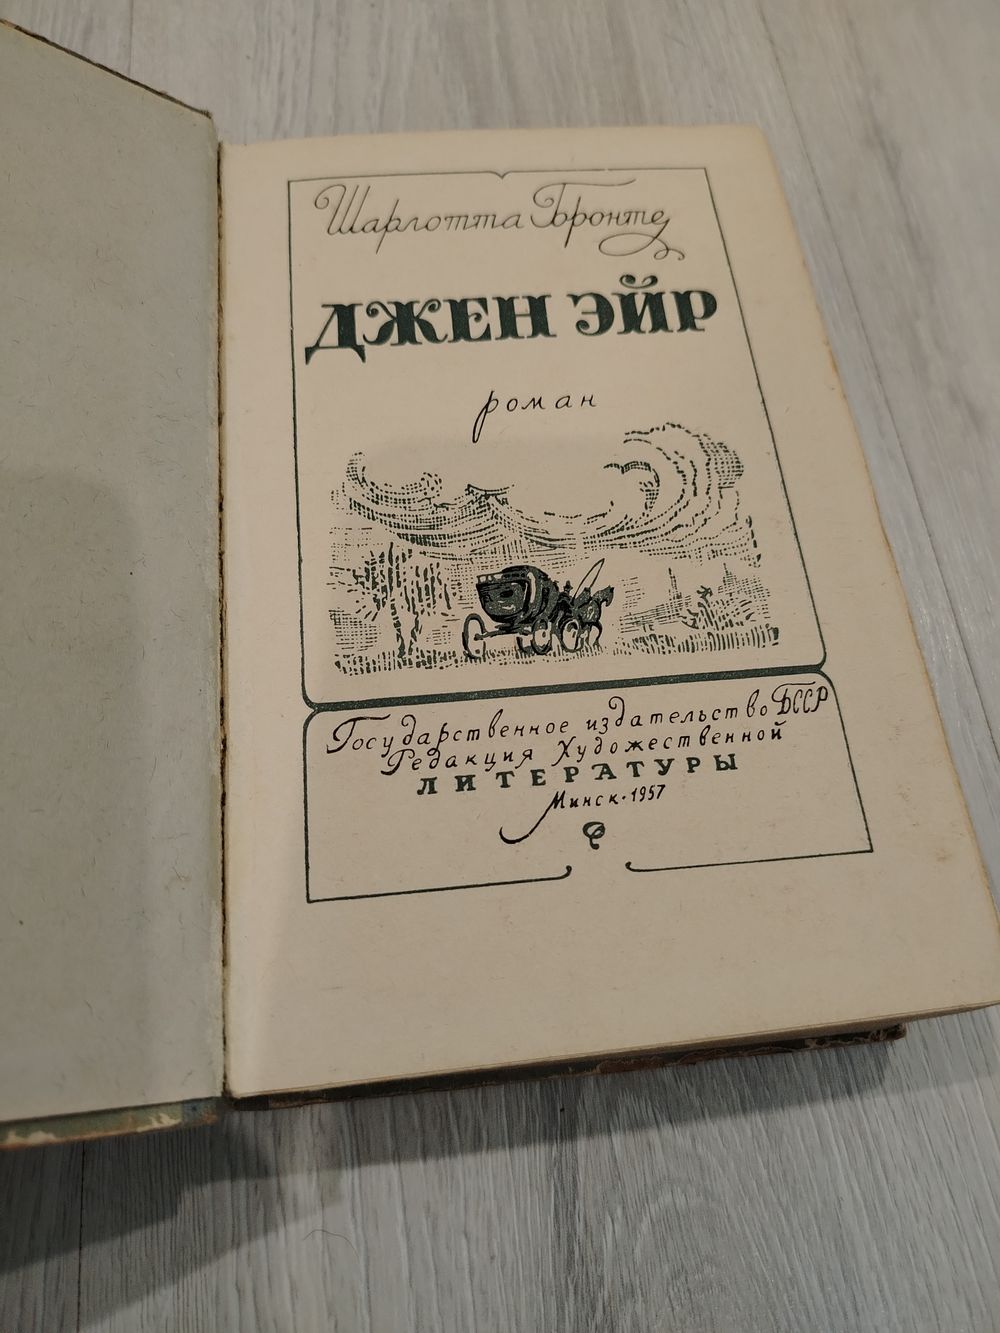 Шарлотта Бронте
ДЖЕН ЭЙР
роман
Государственное издательство БССР
Редакция Художественной
ЛИТЕРАТУРЫ
Минск·1957